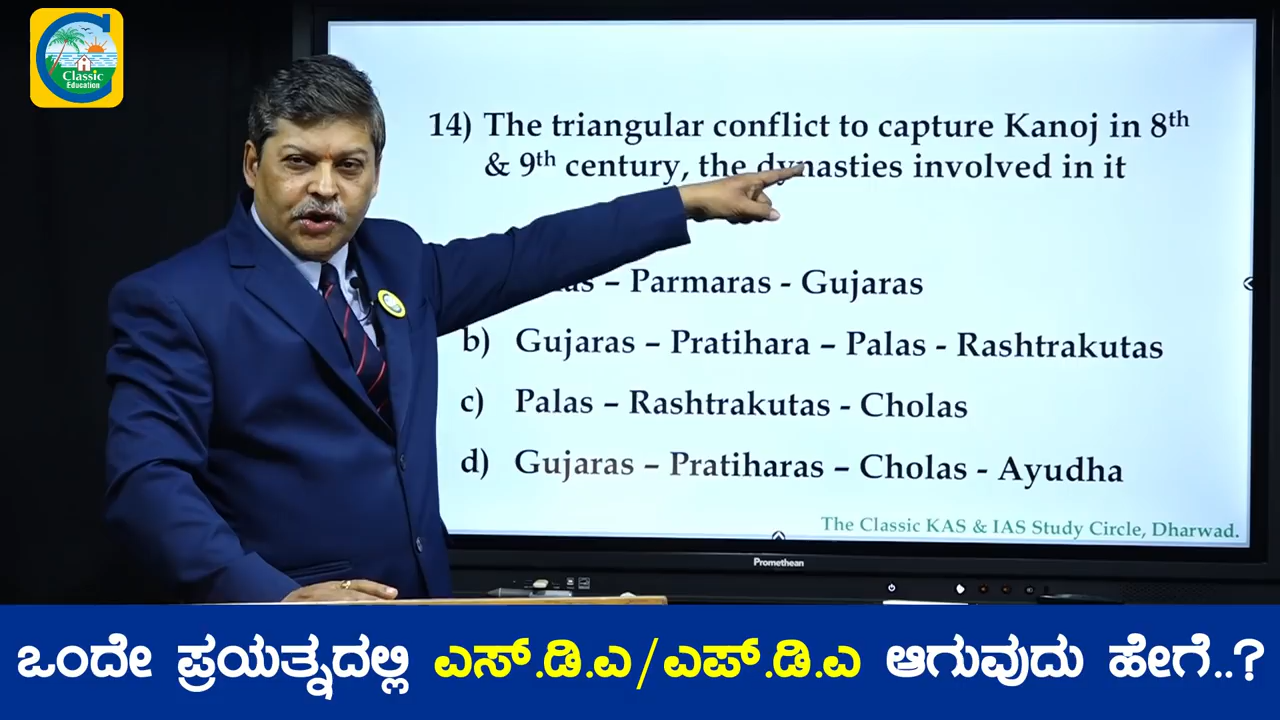 Classic
Education
14) The triangular conflict to capture Kanoj in 8th
& 9th century, the dynasties involved in it
– Parmaras - Gujaras
b) Gujaras – Pratihara – Palas - Rashtrakutas
c) Palas – Rashtrakutas - Cholas
d) Gujaras – Pratiharas – Cholas - Ayudha
The Classic KAS & IAS Study Circle, Dharwad.
Promethean
ಒಂದೇ ಪ್ರಯತ್ನದಲ್ಲಿ ಎಸ್.ಡಿ.ಎ/ಎಫ್.ಡಿ.ಎ ಆಗುವುದು ಹೇಗೆ..?